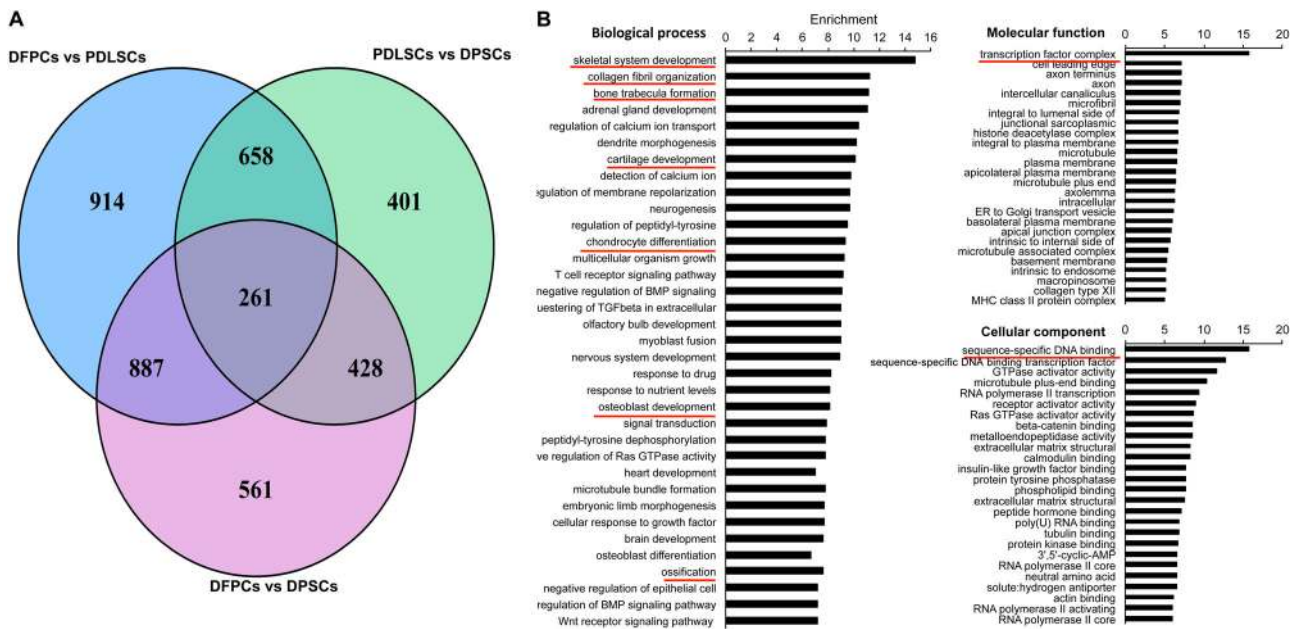 A
DFPCs vs PDLSCs
PDLSCs vs DPSCs
658
914
401
261
887
428
561
DFPCs vs DPSCs
B
Enrichment
Biological process
0 2 4 6 8 10 12 14 16
skeletal system development
collagen fibril organization
bone trabecula formation
adrenal gland development
regulation of calcium ion transport
dendrite morphogenesis
cartilage development
detection of calcium ion
egulation of membrane repolarization
neurogenesis
regulation of peptidyl-tyrosine
chondrocyte differentiation
multicellular organism growth
T cell receptor signaling pathway
negative regulation of BMP signaling
uestering of TGFbeta in extracellular
olfactory bulb development
myoblast fusion
nervous system development
response to drug
response to nutrient levels
osteoblast development
signal transduction
peptidyl-tyrosine dephosphorylation
ve regulation of Ras GTPase activity
heart development
microtubule bundle formation
embryonic limb morphogenesis
cellular response to growth factor
brain development
osteoblast differentiation
ossification
negative regulation of epithelial cell
regulation of BMP signaling pathway
Wnt receptor signaling pathway
Molecular function
0 5 10 15 20
transcription factor complex
cell leading edge
axon terminus
axon
intercellular canaliculus
microfibril
integral to lumenal side of
junctional sarcoplasmic
histone deacetylase complex
integral to plasma membrane
microtubule
plasma membrane
apicolateral plasma membrane
microtubule plus end
axolemma
intracellular
ER to Golgi transport vesicle
basolateral plasma membrane
apical junction complex
intrinsic to internal side of
microtubule associated complex
basement membrane
intrinsic to endosome
macropinosome
collagen type XII
MHC class II protein complex
Cellular component
0 5 10 15 20
sequence-specific DNA binding
sequence-specific DNA binding transcription factor
GTPase activator activity
microtubule plus-end binding
RNA polymerase II transcription
receptor activator activity
Ras GTPase activator activity
beta-catenin binding
metalloendopeptidase activity
extracellular matrix structural
calmodulin binding
insulin-like growth factor binding
protein tyrosine phosphatase
phospholipid binding
extracellular matrix structural
peptide hormone binding
poly(U) RNA binding
tubulin binding
protein kinase binding
3',5'-cyclic-AMP
RNA polymerase II core
neutral amino acid
solute:hydrogen antiporter
actin binding
RNA polymerase II activating
RNA polymerase II core